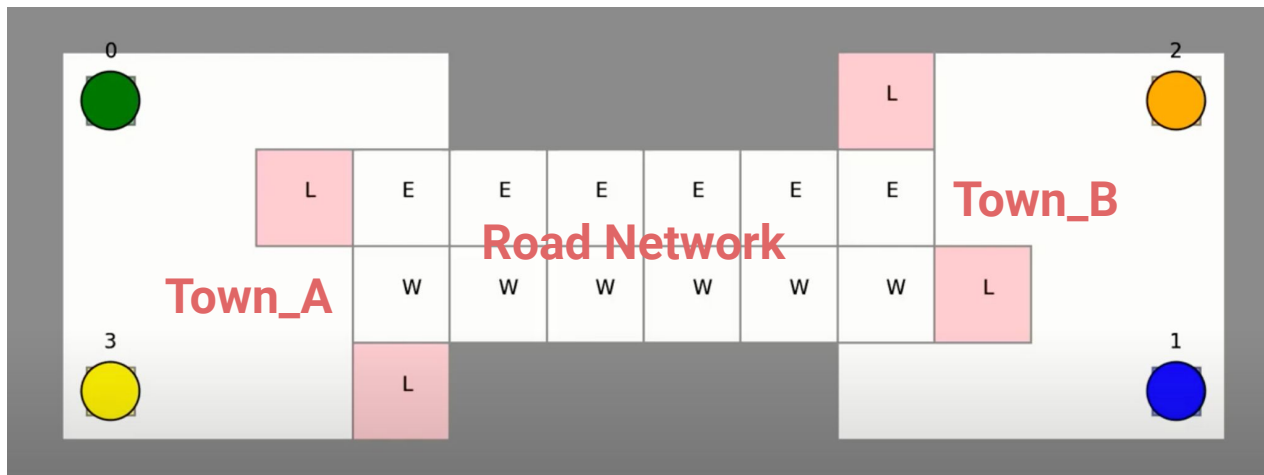 0 2
L
L E E E E E E Town_B
Road Network
Town_A W W W W W W L
3 1
L